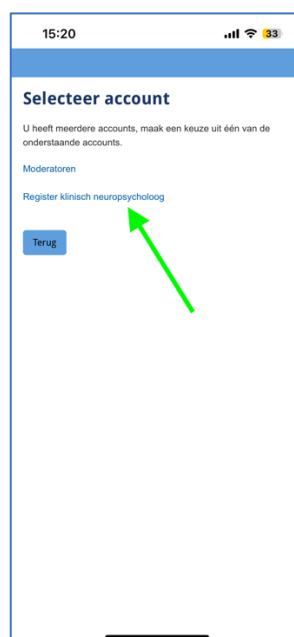 15:20
33
Selecteer account
U heeft meerdere accounts, maak een keuze uit één van de
onderstaande accounts.
Moderatoren
Register klinisch neuropsycholoog
Terug